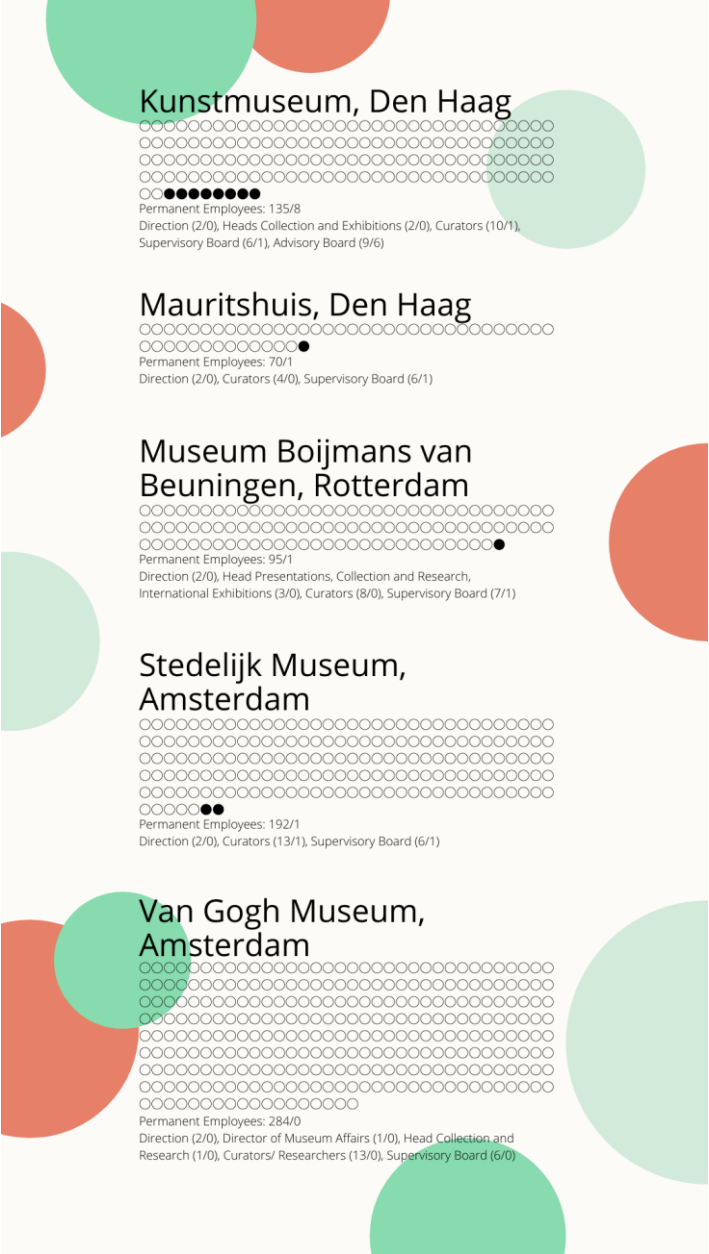 Kunstmuseum, Den Haag
Permanent Employees: 135/8
Direction (2/0), Heads Collection and Exhibitions (2/0), Curators (10/1),
Supervisory Board (6/1), Advisory Board (9/6)
Mauritshuis, Den Haag
Permanent Employees: 70/1
Direction (2/0), Curators (4/0), Supervisory Board (6/1)
Museum Boijmans van
Beuningen, Rotterdam
Permanent Employees: 95/1
Direction (2/0), Head Presentations, Collection and Research,
International Exhibitions (3/0), Curators (8/0), Supervisory Board (7/1)
Stedelijk Museum,
Amsterdam
Permanent Employees: 192/1
Direction (2/0), Curators (13/1), Supervisory Board (6/1)
Van Gogh Museum,
Amsterdam
Permanent Employees: 284/0
Direction (2/0), Director of Museum Affairs (1/0), Head Collection and
Research (1/0), Curators/ Researchers (13/0), Supervisory Board (6/0)